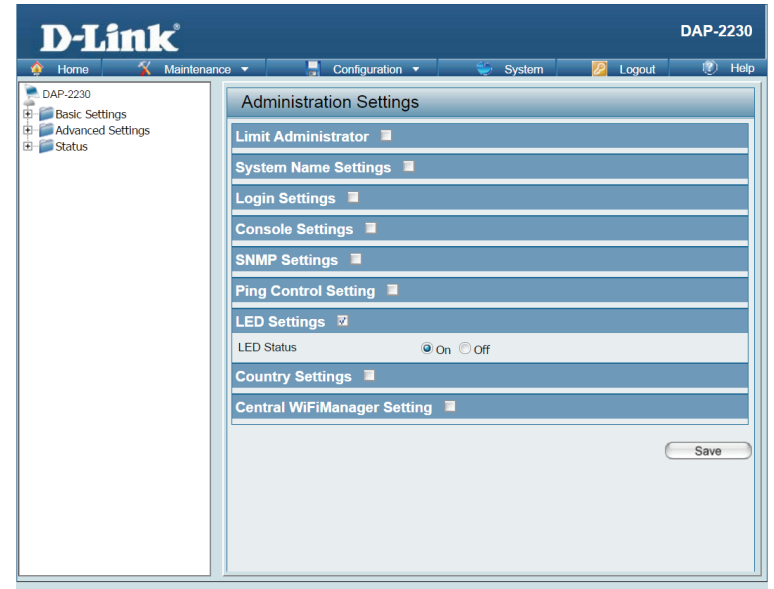 D-Link®
DAP-2230
Home Maintenance Configuration System Logout Help
DAP-2230
Basic Settings
Advanced Settings
Status
Administration Settings
Limit Administrator
System Name Settings
Login Settings
Console Settings
SNMP Settings
Ping Control Setting
LED Settings
LED Status On Off
Country Settings
Central WiFiManager Setting
Save